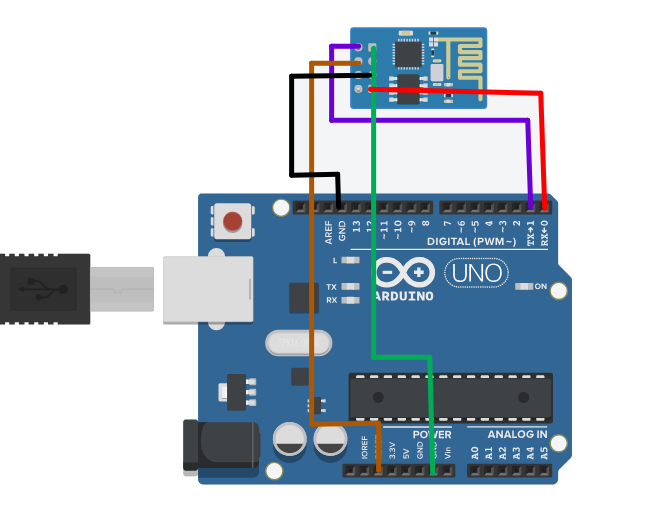 AREF
GND
13
12
~11
~10
~9
8
7
~6
~5
4
~3
2
TX→1
RX←0
DIGITAL (PWM~)
L
TX
RX
ARDUINO
UNO
ON
POWER
ANALOG IN
IOREF
3.3V
5V
GND
Vin
A0
A1
A2
A3
A4
A5